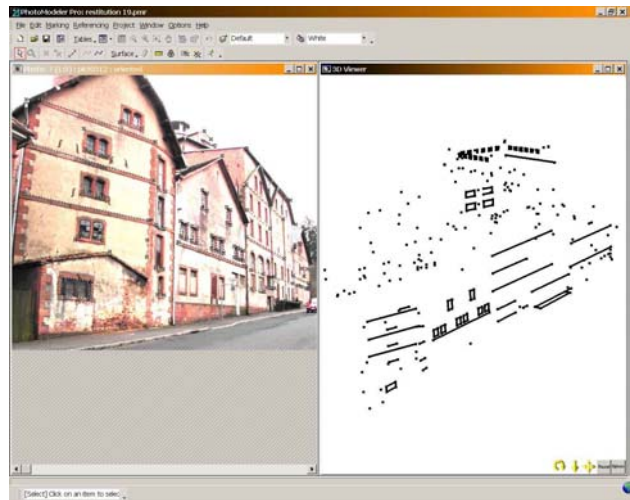 PhotoModeler Pro: restitution 19.pmr
File Edit Marking Referencing Project Window Options Help
Tables..
Default
White
Surface..
3D Viewer
[Select] Click on an item to selec